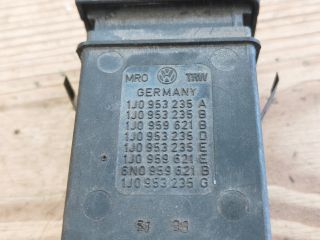 MRO VW TRW
GERMANY
1J0 953 235 A
1J0 953 235 B
1J0 959 621 B
1J0 953 235 D
1J0 953 235 E
1J0 959 621 E
6N0 959 621 B
1J0 953 235 G